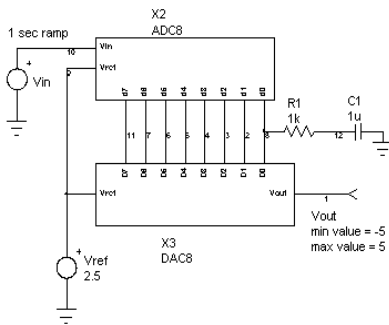 X2
ADC8
1 sec ramp
Vin
Vrc1
10
9
Vin
d7 d6 d5 d4 d3 d2 d1 d0
R1
1k
C1
1u
11 7 6 5 4 3 2 8
12
D7 D6 D5 D4 D3 D2 D1 D0
Vrc1
Vout
1
Vout
min value = -5
max value = 5
X3
DAC8
Vref
2.5